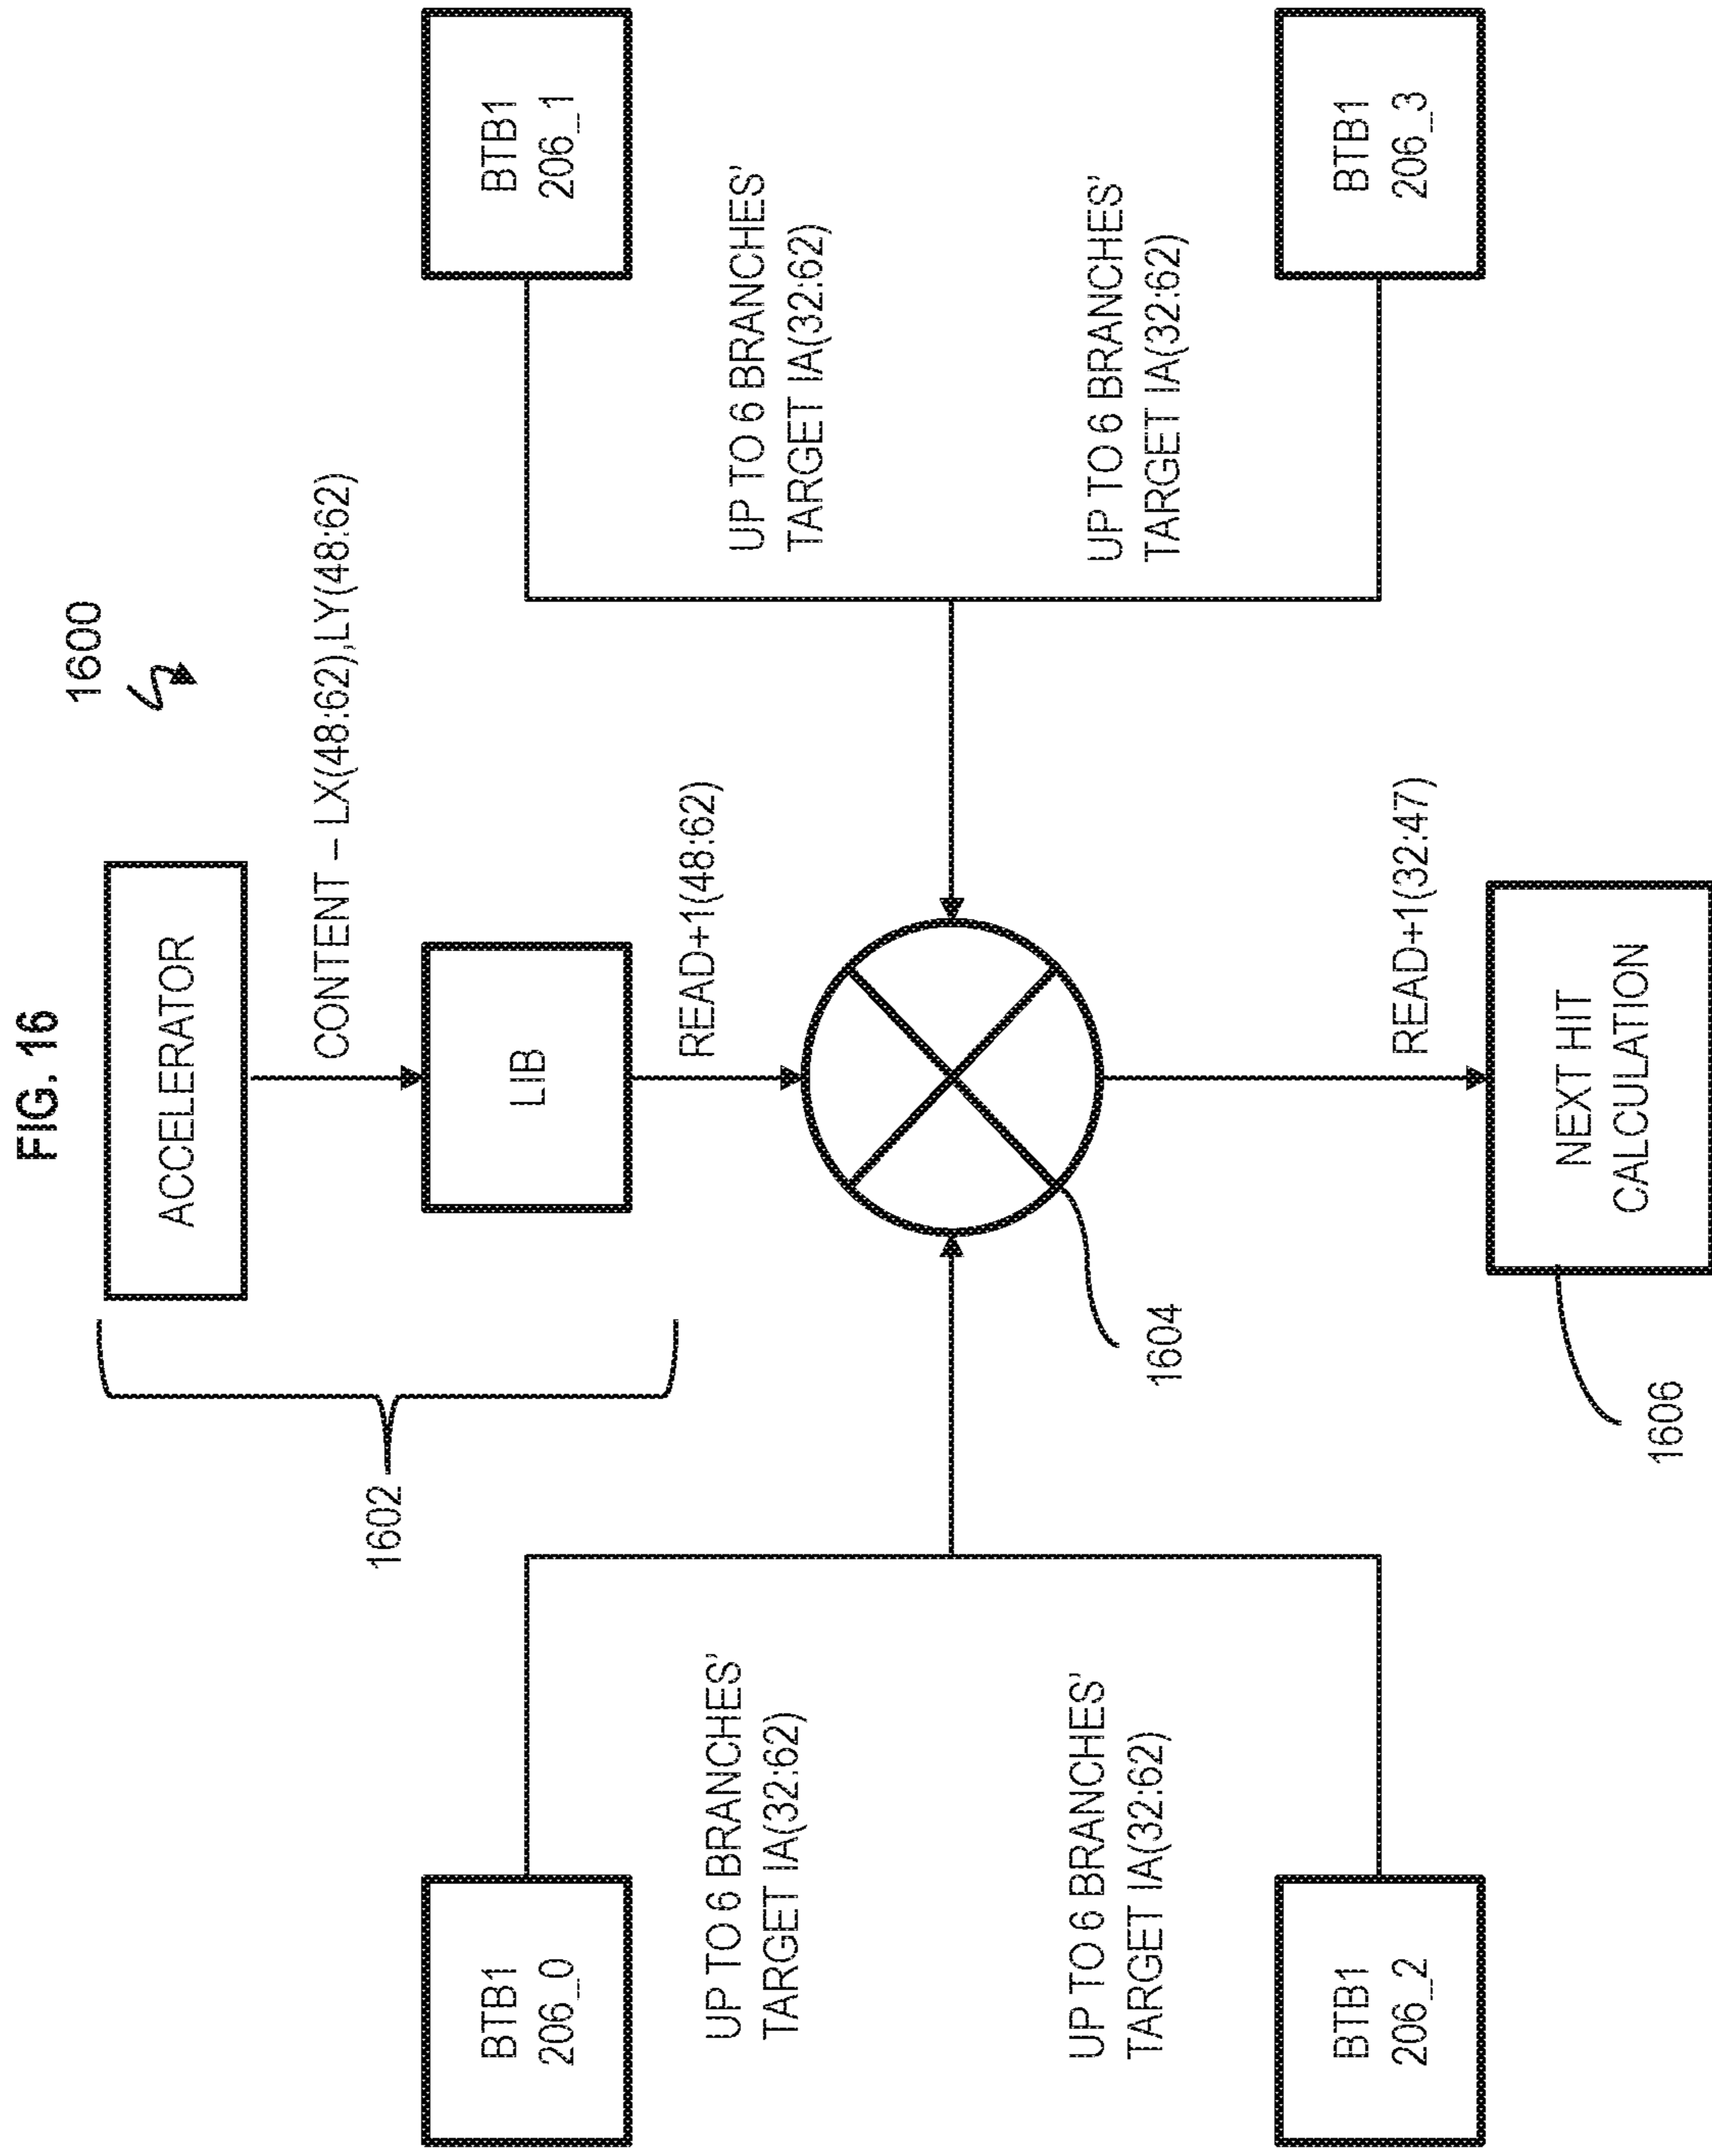 FIG. 16
1600
ACCELERATOR
CONTENT – LX(48:62),LY(48:62)
1602
LIB
READ+1(48:62)
BTB1
206_0
BTB1
206_1
UP TO 6 BRANCHES'
TARGET IA(32:62)
UP TO 6 BRANCHES'
TARGET IA(32:62)
UP TO 6 BRANCHES'
TARGET IA(32:62)
UP TO 6 BRANCHES'
TARGET IA(32:62)
1604
BTB1
206_2
BTB1
206_3
READ+1(32:47)
NEXT HIT
CALCULATION
1606